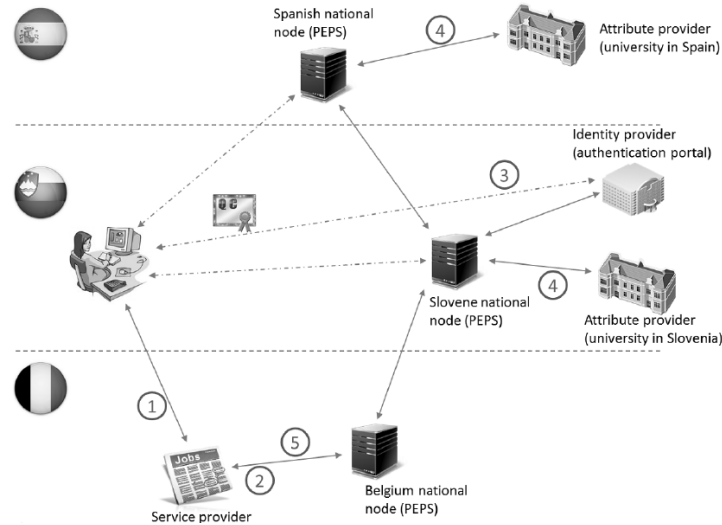 Spanish national
node (PEPS)
4
Attribute provider
(university in Spain)
Identity provider
(authentication portal)
3
4
Slovene national
node (PEPS)
Attribute provider
(university in Slovenia)
1
Jobs
5
2
Service provider
Belgium national
node (PEPS)